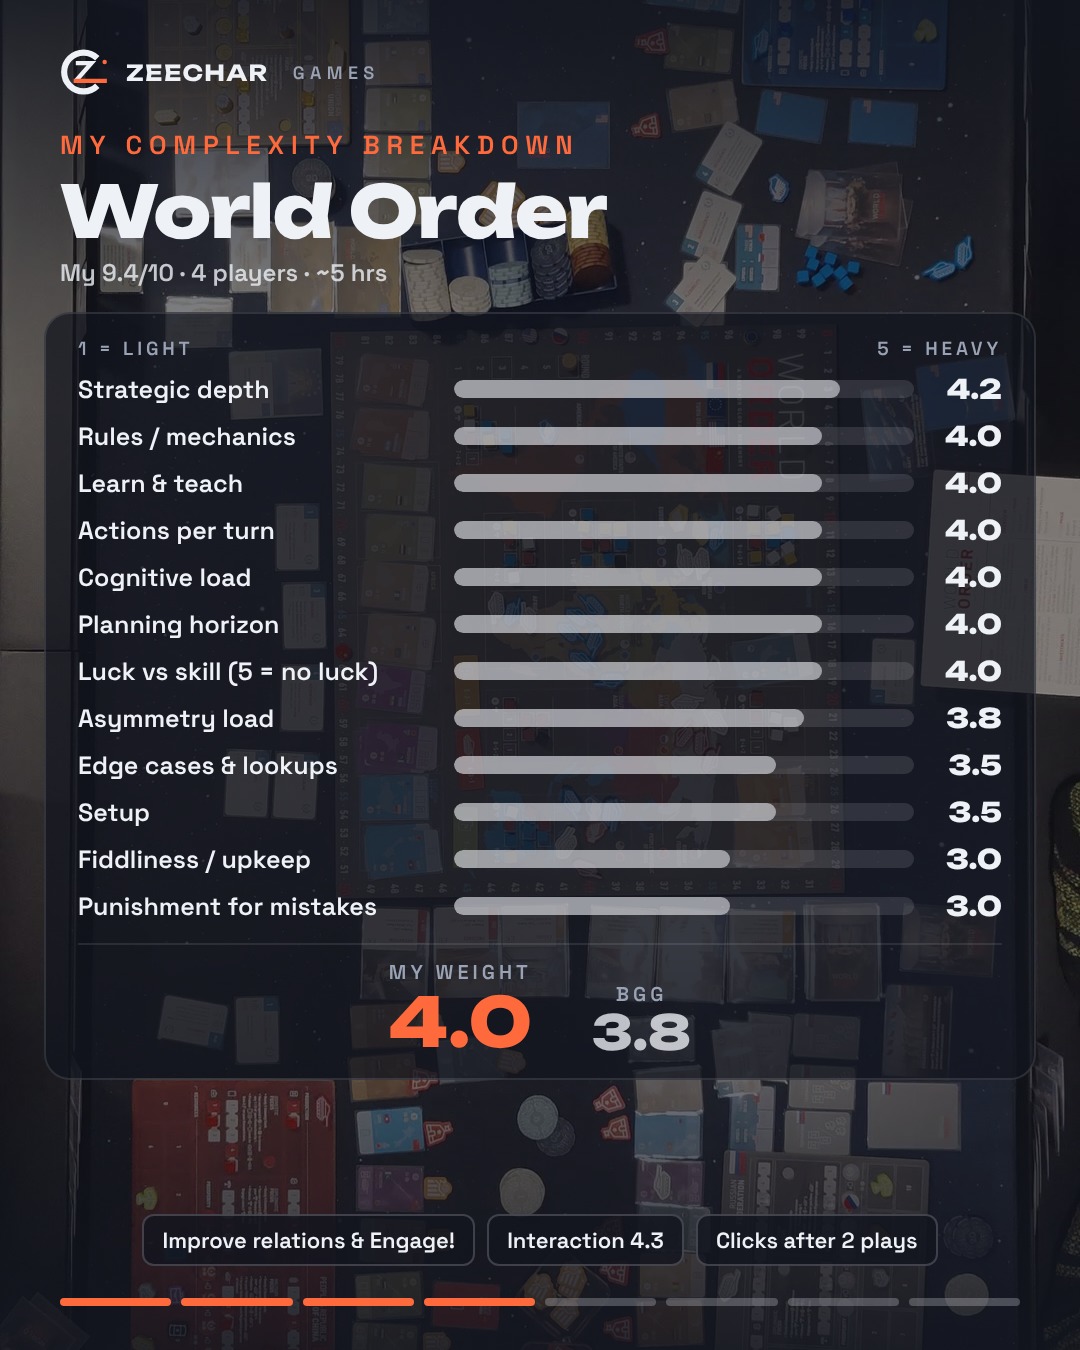 ZEECHAR GAMES
MY COMPLEXITY BREAKDOWN
World Order
My 9.4/10 · 4 players · ~5 hrs
1 = LIGHT 5 = HEAVY
Strategic depth 4.2
Rules / mechanics 4.0
Learn & teach 4.0
Actions per turn 4.0
Cognitive load 4.0
Planning horizon 4.0
Luck vs skill (5 = no luck) 4.0
Asymmetry load 3.8
Edge cases & lookups 3.5
Setup 3.5
Fiddliness / upkeep 3.0
Punishment for mistakes 3.0
MY WEIGHT
4.0
BGG
3.8
Improve relations & Engage!
Interaction 4.3
Clicks after 2 plays